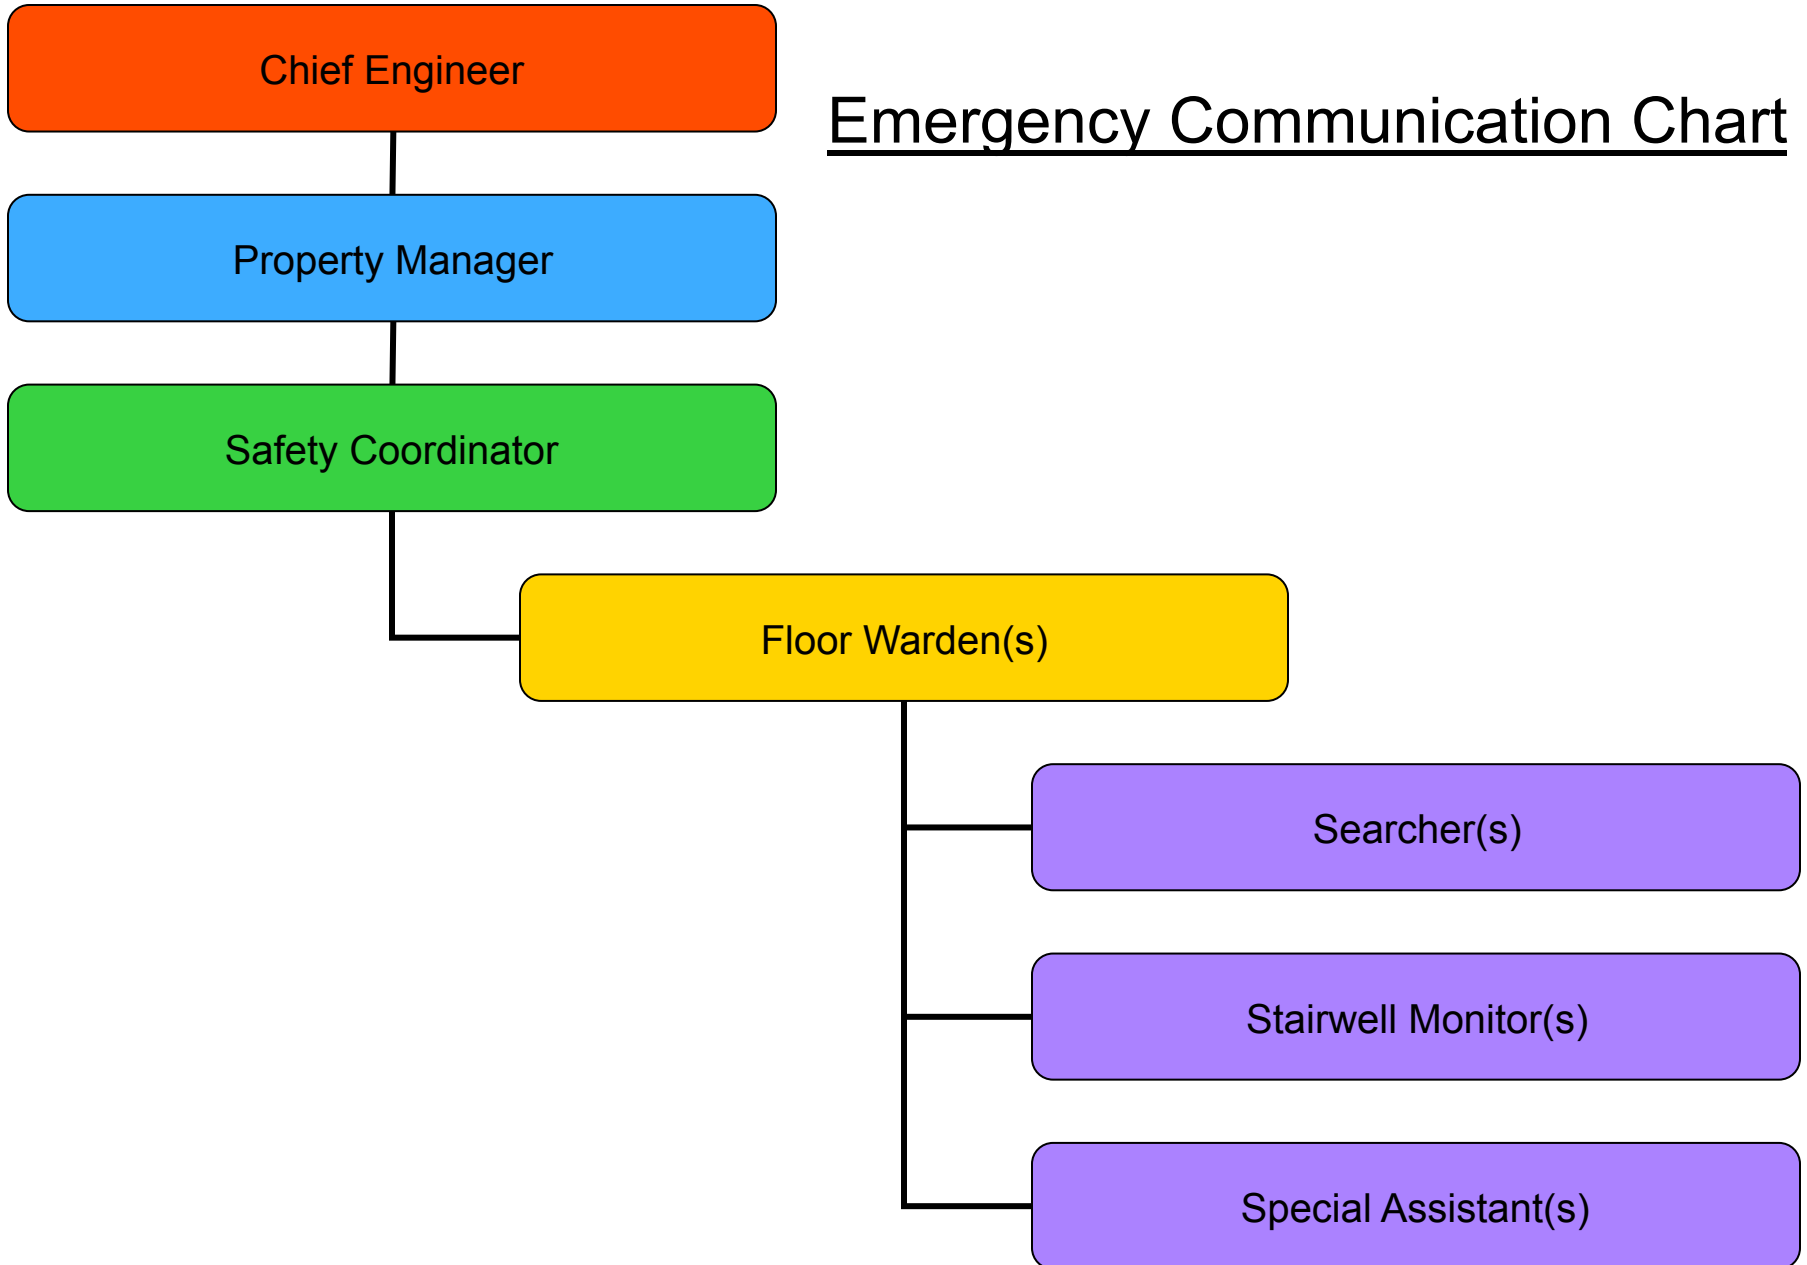 Chief Engineer
Emergency Communication Chart
Property Manager
Safety Coordinator
Floor Warden(s)
Searcher(s)
Stairwell Monitor(s)
Special Assistant(s)